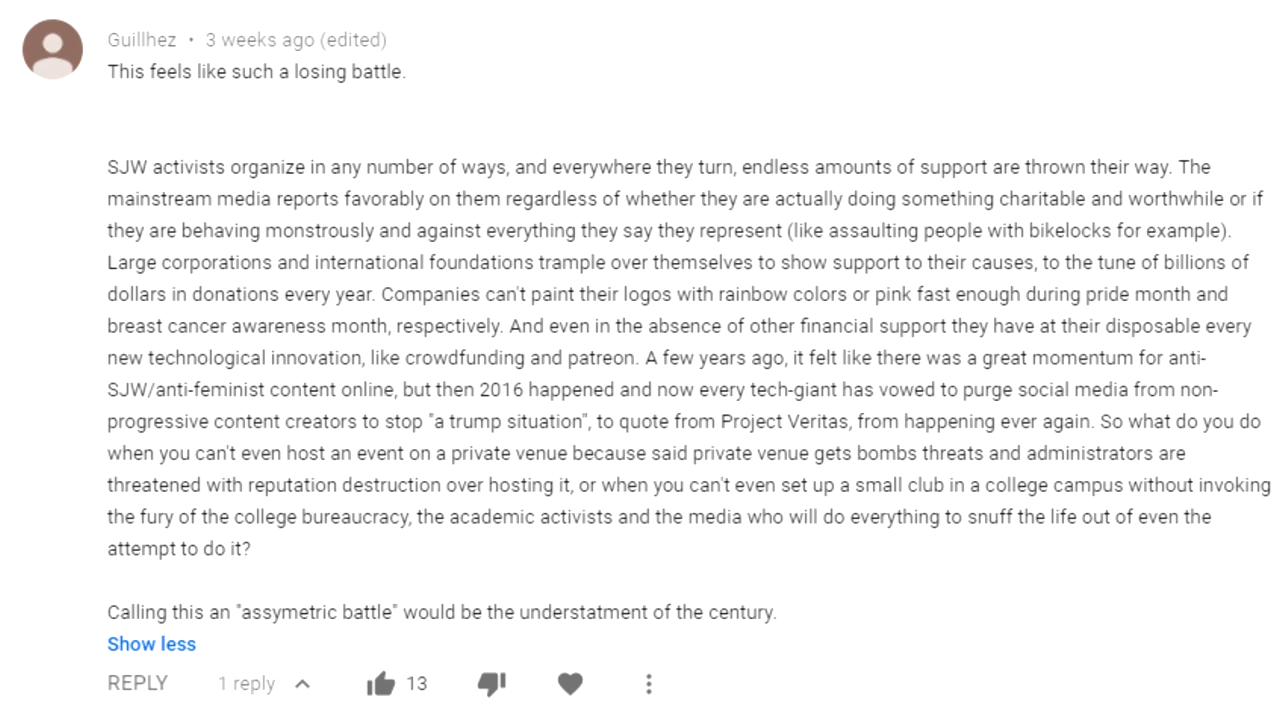 Guillhez • 3 weeks ago (edited)
This feels like such a losing battle.
SJW activists organize in any number of ways, and everywhere they turn, endless amounts of support are thrown their way. The
mainstream media reports favorably on them regardless of whether they are actually doing something charitable and worthwhile or if
they are behaving monstrously and against everything they say they represent (like assaulting people with bikelocks for example).
Large corporations and international foundations trample over themselves to show support to their causes, to the tune of billions of
dollars in donations every year. Companies can't paint their logos with rainbow colors or pink fast enough during pride month and
breast cancer awareness month, respectively. And even in the absence of other financial support they have at their disposable every
new technological innovation, like crowdfunding and patreon. A few years ago, it felt like there was a great momentum for anti-
SJW/anti-feminist content online, but then 2016 happened and now every tech-giant has vowed to purge social media from non-
progressive content creators to stop "a trump situation", to quote from Project Veritas, from happening ever again. So what do you do
when you can't even host an event on a private venue because said private venue gets bombs threats and administrators are
threatened with reputation destruction over hosting it, or when you can't even set up a small club in a college campus without invoking
the fury of the college bureaucracy, the academic activists and the media who will do everything to snuff the life out of even the
attempt to do it?
Calling this an "assymetric battle" would be the understatment of the century.
Show less
REPLY 1 reply 13